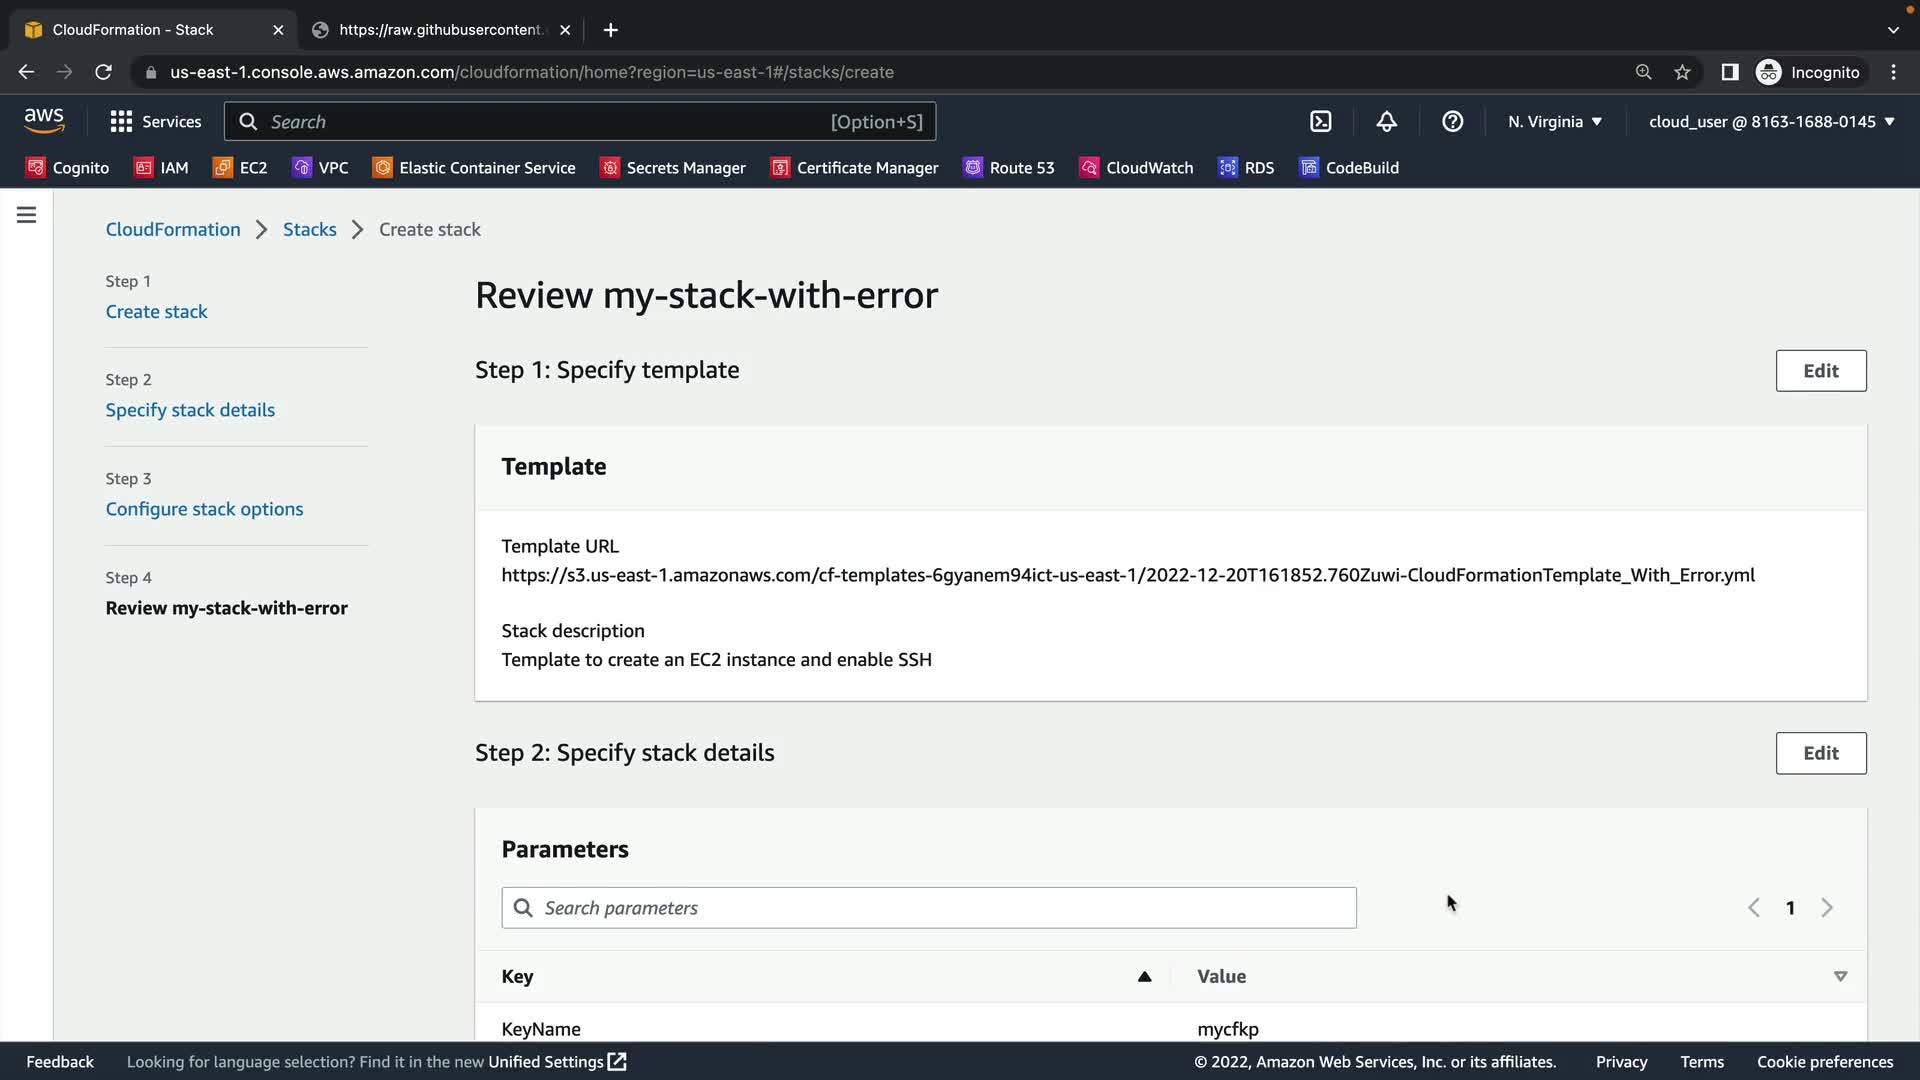 CloudFormation - Stack
https://raw.githubusercontent.
us-east-1.console.aws.amazon.com/cloudformation/home?region=us-east-1#/stacks/create
Incognito
aws
Services
Search
[Option+S]
N. Virginia
cloud_user @ 8163-1688-0145
Cognito
IAM
EC2
VPC
Elastic Container Service
Secrets Manager
Certificate Manager
Route 53
CloudWatch
RDS
CodeBuild
CloudFormation
Stacks
Create stack
Step 1
Create stack
Step 2
Specify stack details
Step 3
Configure stack options
Step 4
Review my-stack-with-error
Review my-stack-with-error
Step 1: Specify template
Edit
Template
Template URL
https://s3.us-east-1.amazonaws.com/cf-templates-6gyanem94ict-us-east-1/2022-12-20T161852.760Zuwi-CloudFormationTemplate_With_Error.yml
Stack description
Template to create an EC2 instance and enable SSH
Step 2: Specify stack details
Edit
Parameters
Search parameters
1
Key
Value
KeyName
mycfkp
Feedback
Looking for language selection? Find it in the new Unified Settings
© 2022, Amazon Web Services, Inc. or its affiliates.
Privacy
Terms
Cookie preferences